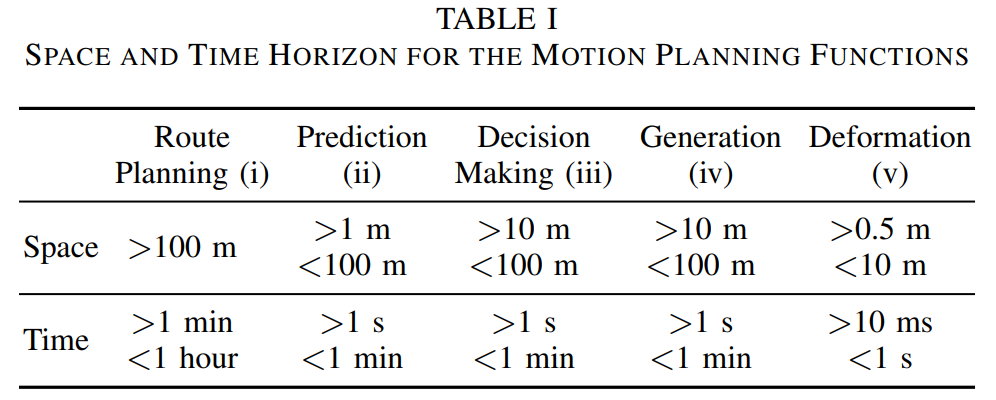 TABLE I
SPACE AND TIME HORIZON FOR THE MOTION PLANNING FUNCTIONS
Route Prediction Decision Generation Deformation
Planning (i) (ii) Making (iii) (iv) (v)
Space >100 m >1 m >10 m >10 m >0.5 m
<100 m <100 m <100 m <10 m
Time >1 min >1 s >1 s >1 s >10 ms
<1 hour <1 min <1 min <1 min <1 s